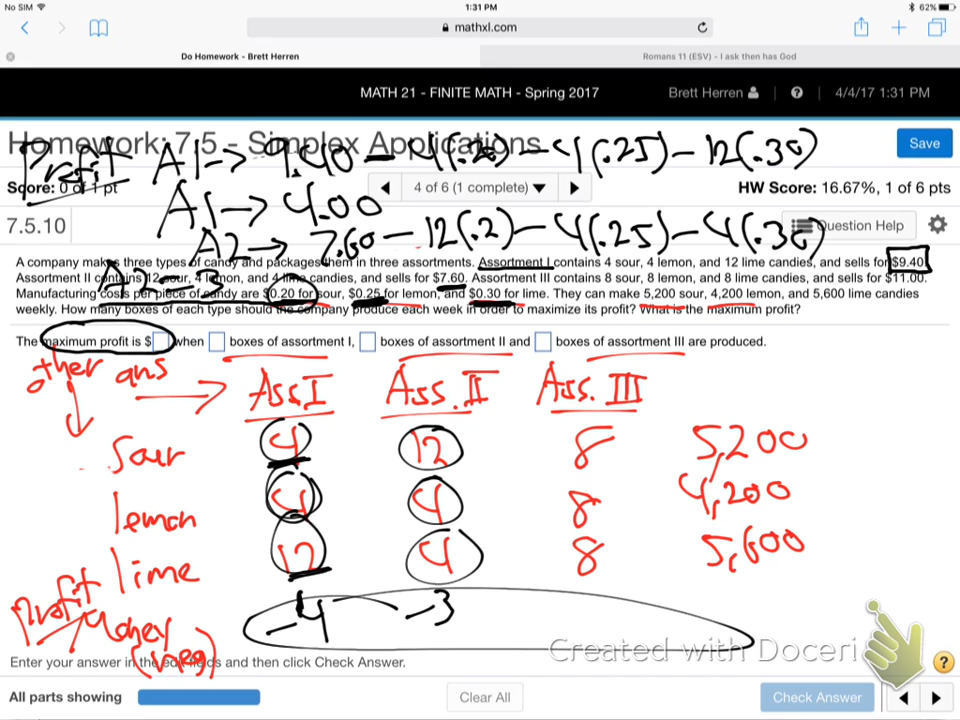 No SIM 1:31 PM 62%
mathxl.com
Do Homework - Brett Herren Romans 11 (ESV) - I ask then has God
MATH 21 - FINITE MATH - Spring 2017 Brett Herren 4/4/17 1:31 PM
Homework: 7.5 - Simplex Applications Save
Profit A1→ 9.40 - 4(.20) - 4(.25) - 12(.30)
Score: 0 of 1 pt 4 of 6 (1 complete) HW Score: 16.67%, 1 of 6 pts
A1→ 4.00
7.5.10 Question Help
A2→ 7.60 - 12(.2) - 4(.25) - 4(.30)
A company makes three types of candy and packages them in three assortments. Assortment I contains 4 sour, 4 lemon, and 12 lime candies, and sells for $9.40.
Assortment II contains 12 sour, 4 lemon, and 4 lime candies, and sells for $7.60. Assortment III contains 8 sour, 8 lemon, and 8 lime candies, and sells for $11.00.
A2 = 3
Manufacturing costs per piece of candy are $0.20 for sour, $0.25 for lemon, and $0.30 for lime. They can make 5,200 sour, 4,200 lemon, and 5,600 lime candies
weekly. How many boxes of each type should the company produce each week in order to maximize its profit? What is the maximum profit?
The maximum profit is $ when boxes of assortment I, boxes of assortment II and boxes of assortment III are produced.
other ans → Ass I Ass. II Ass. III
Sour 4 12 8 5,200
lemon 4 4 8 4,200
lime 12 4 8 5,600
Profit Money (neg) -4 -3
Created with Doceri
Enter your answer in the edit fields and then click Check Answer. ?
All parts showing Clear All Check Answer